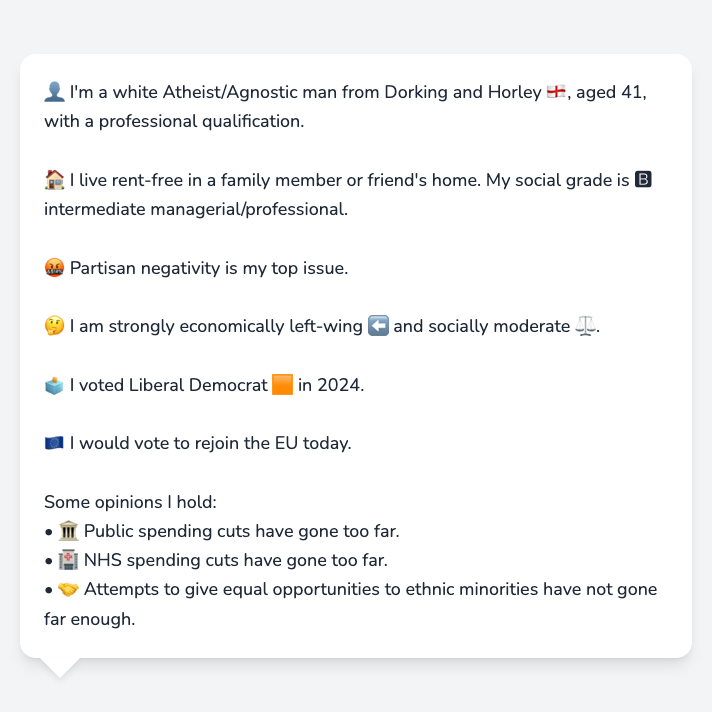 👤 I'm a white Atheist/Agnostic man from Dorking and Horley 🏴󠁧󠁢󠁥󠁮󠁧󠁿, aged 41,
with a professional qualification.
🏠 I live rent-free in a family member or friend's home. My social grade is 🅱
intermediate managerial/professional.
🤬 Partisan negativity is my top issue.
🤔 I am strongly economically left-wing ⬅️ and socially moderate ⚖️.
🗳️ I voted Liberal Democrat 🟧 in 2024.
🇪🇺 I would vote to rejoin the EU today.
Some opinions I hold:
• 🏛️ Public spending cuts have gone too far.
• 🏥 NHS spending cuts have gone too far.
• 🤝 Attempts to give equal opportunities to ethnic minorities have not gone
far enough.